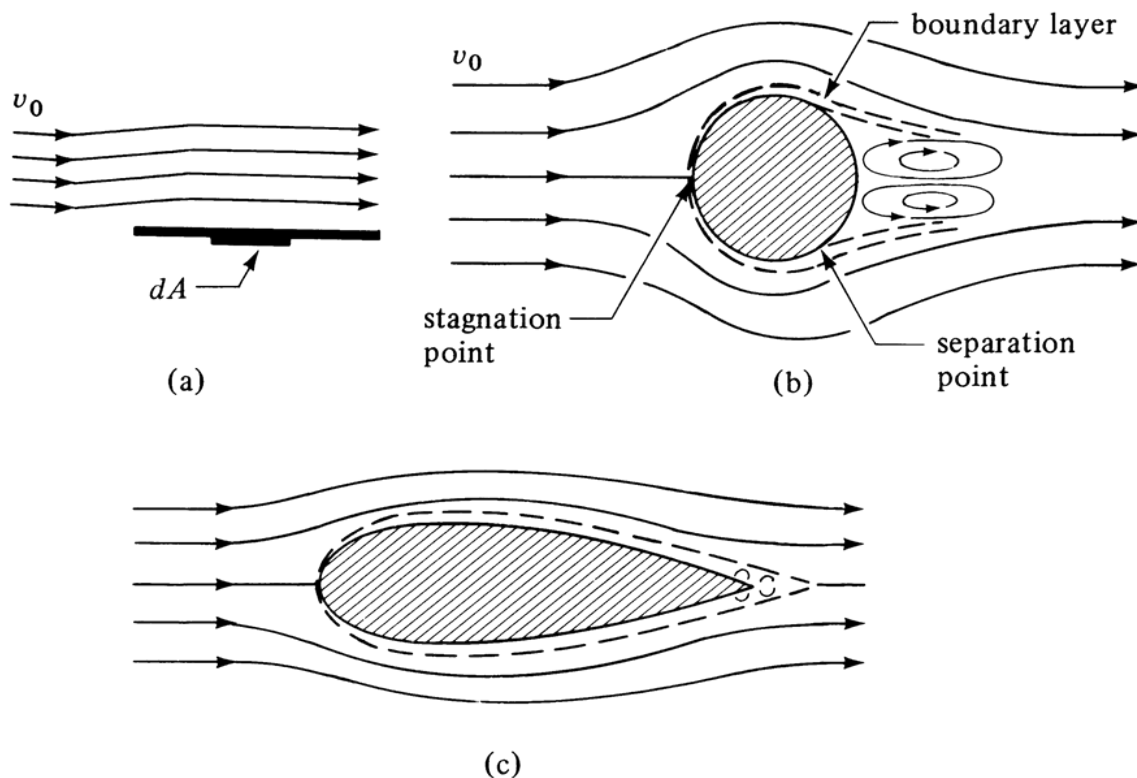 v₀
dA
(a)
v₀
boundary layer
stagnation
point
separation
point
(b)
(c)